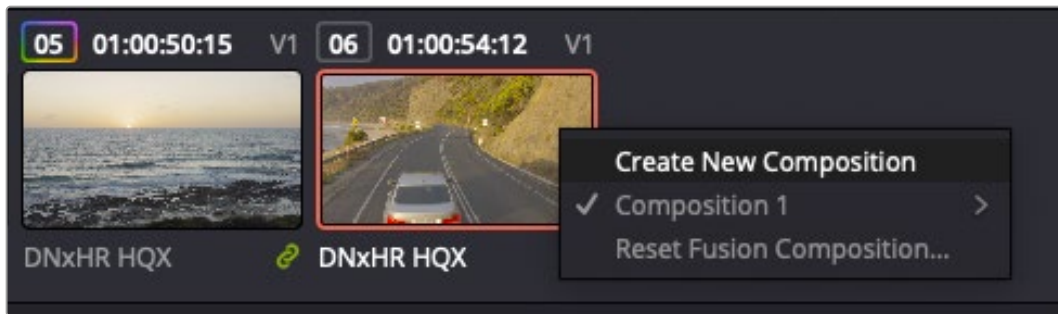 05 01:00:50:15 V1 06 01:00:54:12 V1
Create New Composition
Composition 1
Reset Fusion Composition...
DNxHR HQX DNxHR HQX